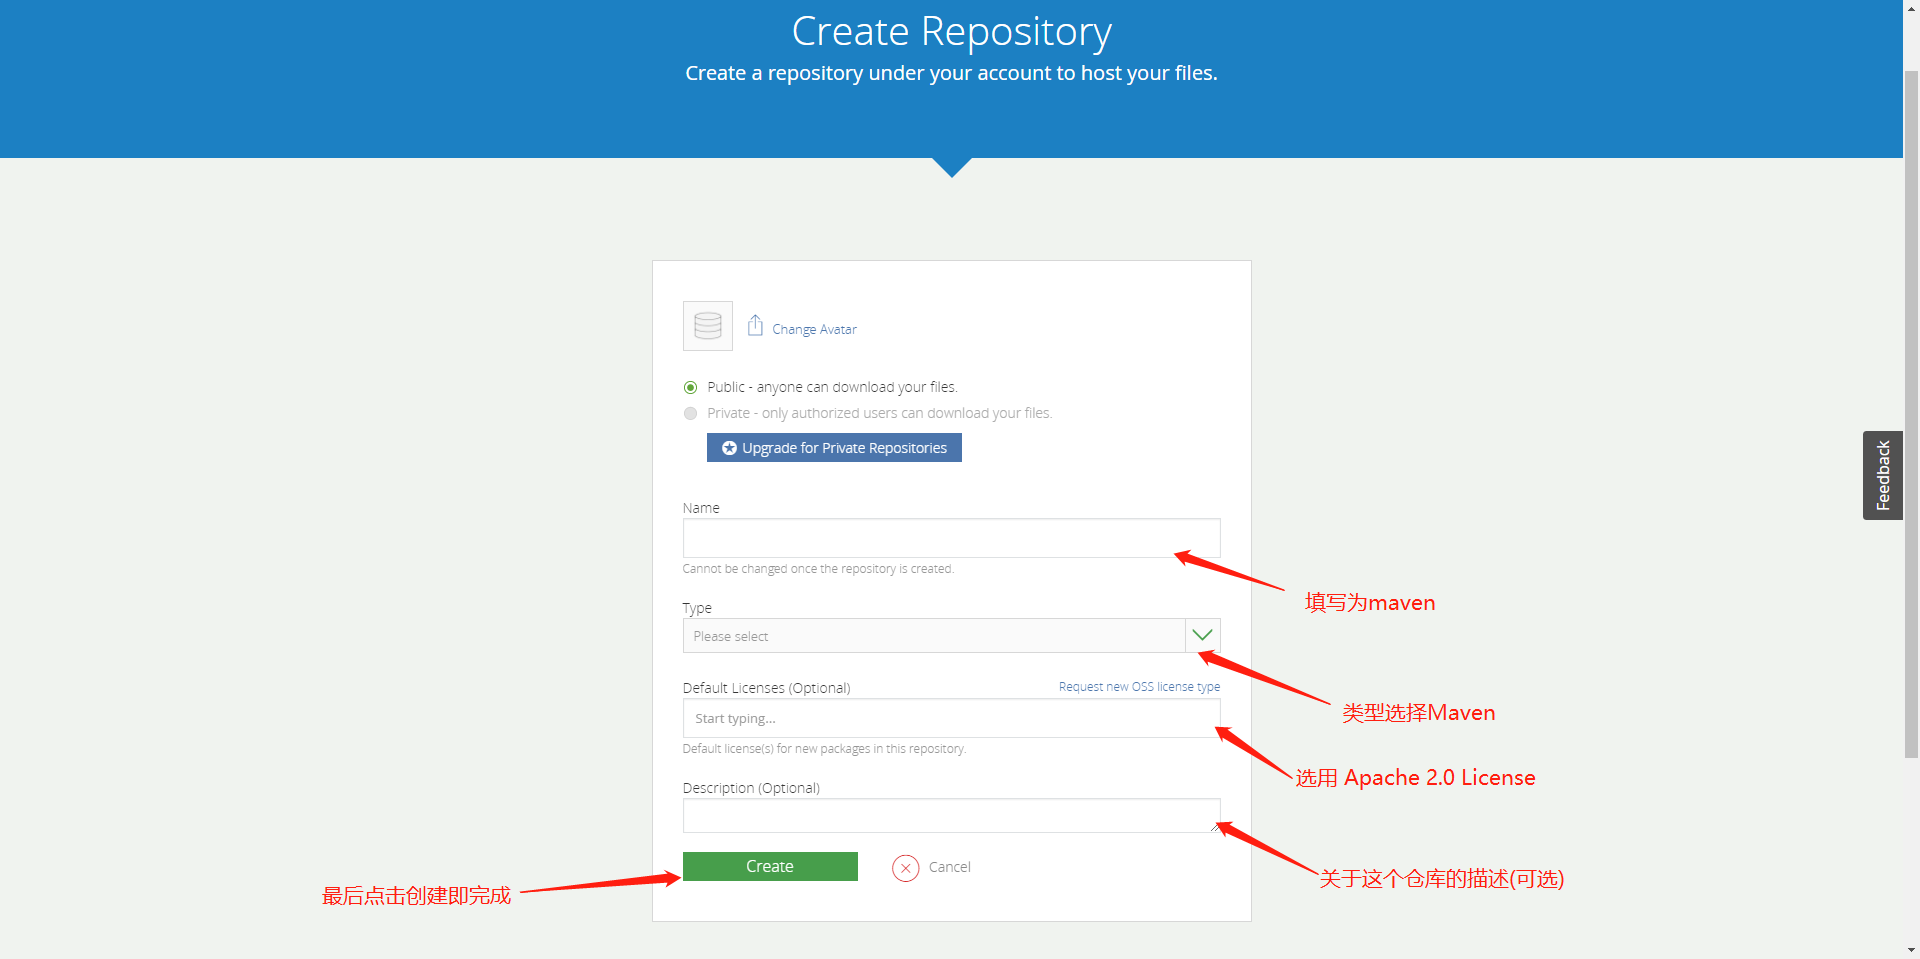 Create Repository
Create a repository under your account to host your files.
Change Avatar
Public - anyone can download your files.
Private - only authorized users can download your files.
Upgrade for Private Repositories
Feedback
Name
Cannot be changed once the repository is created.
填写为maven
Type
Please select
类型选择Maven
Default Licenses (Optional)
Request new OSS license type
Start typing...
Default license(s) for new packages in this repository.
选用 Apache 2.0 License
Description (Optional)
关于这个仓库的描述(可选)
Create
Cancel
最后点击创建即完成